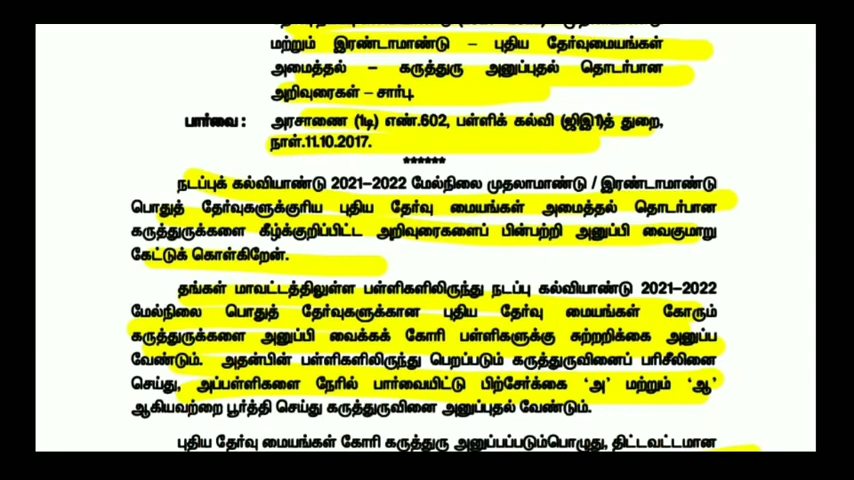 மற்றும் இரண்டாமாண்டு – புதிய தேர்வுமையங்கள்
அமைத்தல் – கருத்துரு அனுப்புதல் தொடர்பான
அறிவுரைகள் – சார்பு.
பார்வை : அரசாணை (1டி) எண்.602, பள்ளிக் கல்வி (ஜிஇ1)த் துறை,
நாள்.11.10.2017.
******
நடப்புக் கல்வியாண்டு 2021–2022 மேல்நிலை முதலாமாண்டு / இரண்டாமாண்டு
பொதுத் தேர்வுகளுக்குரிய புதிய தேர்வு மையங்கள் அமைத்தல் தொடர்பான
கருத்துருக்களை கீழ்க்குறிப்பிட்ட அறிவுரைகளைப் பின்பற்றி அனுப்பி வைகுமாறு
கேட்டுக் கொள்கிறேன்.
தங்கள் மாவட்டத்திலுள்ள பள்ளிகளிலிருந்து நடப்பு கல்வியாண்டு 2021–2022
மேல்நிலை பொதுத் தேர்வுகளுக்கான புதிய தேர்வு மையங்கள் கோரும்
கருத்துருக்களை அனுப்பி வைக்கக் கோரி பள்ளிகளுக்கு சுற்றறிக்கை அனுப்ப
வேண்டும். அதன்பின் பள்ளிகளிலிருந்து பெறப்படும் கருத்துருவினைப் பரிசீலினை
செய்து, அப்பள்ளிகளை நேரில் பார்வையிட்டு பிற்சேர்க்கை ‘அ’ மற்றும் ‘ஆ’
ஆகியவற்றை பூர்த்தி செய்து கருத்துருவினை அனுப்புதல் வேண்டும்.
புதிய தேர்வு மையங்கள் கோரி கருத்துரு அனுப்பப்படும்பொழுது, திட்டவட்டமான